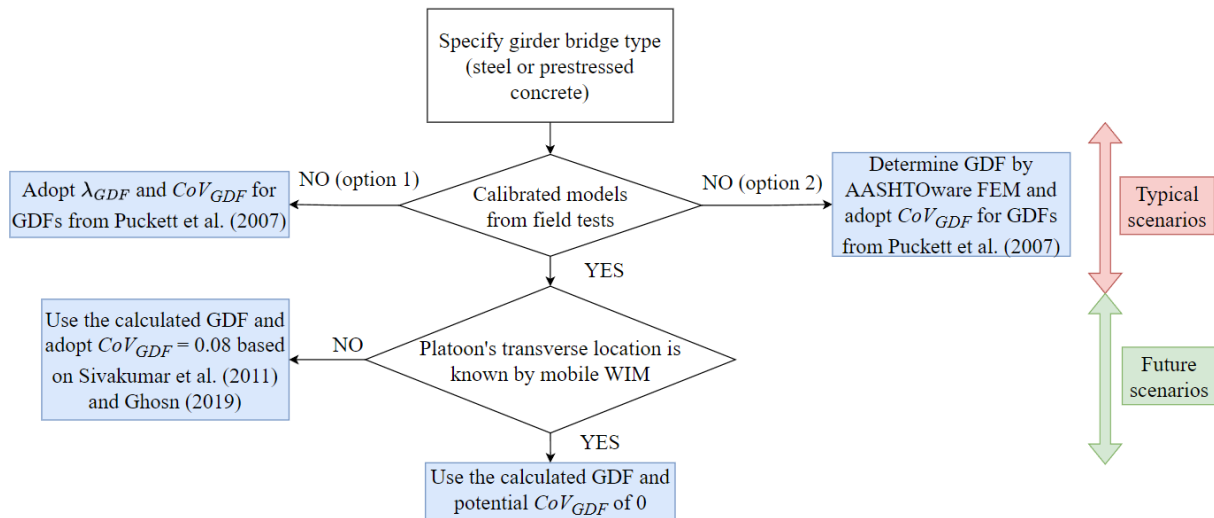 Specify girder bridge type
(steel or prestressed
concrete)
NO (option 1)
Adopt λGDF and CoVGDF for
GDFs from Puckett et al. (2007)
Calibrated models
from field tests
NO (option 2)
Determine GDF by
AASHTOware FEM and
adopt CoVGDF for GDFs
from Puckett et al. (2007)
Typical
scenarios
YES
Use the calculated GDF and
adopt CoVGDF = 0.08 based
on Sivakumar et al. (2011)
and Ghosn (2019)
NO
Platoon's transverse location is
known by mobile WIM
Future
scenarios
YES
Use the calculated GDF and
potential CoVGDF of 0